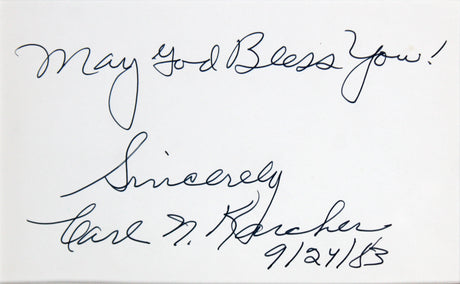 May God Bless You!
Sincerely
Carl N. Karcher
9/24/83